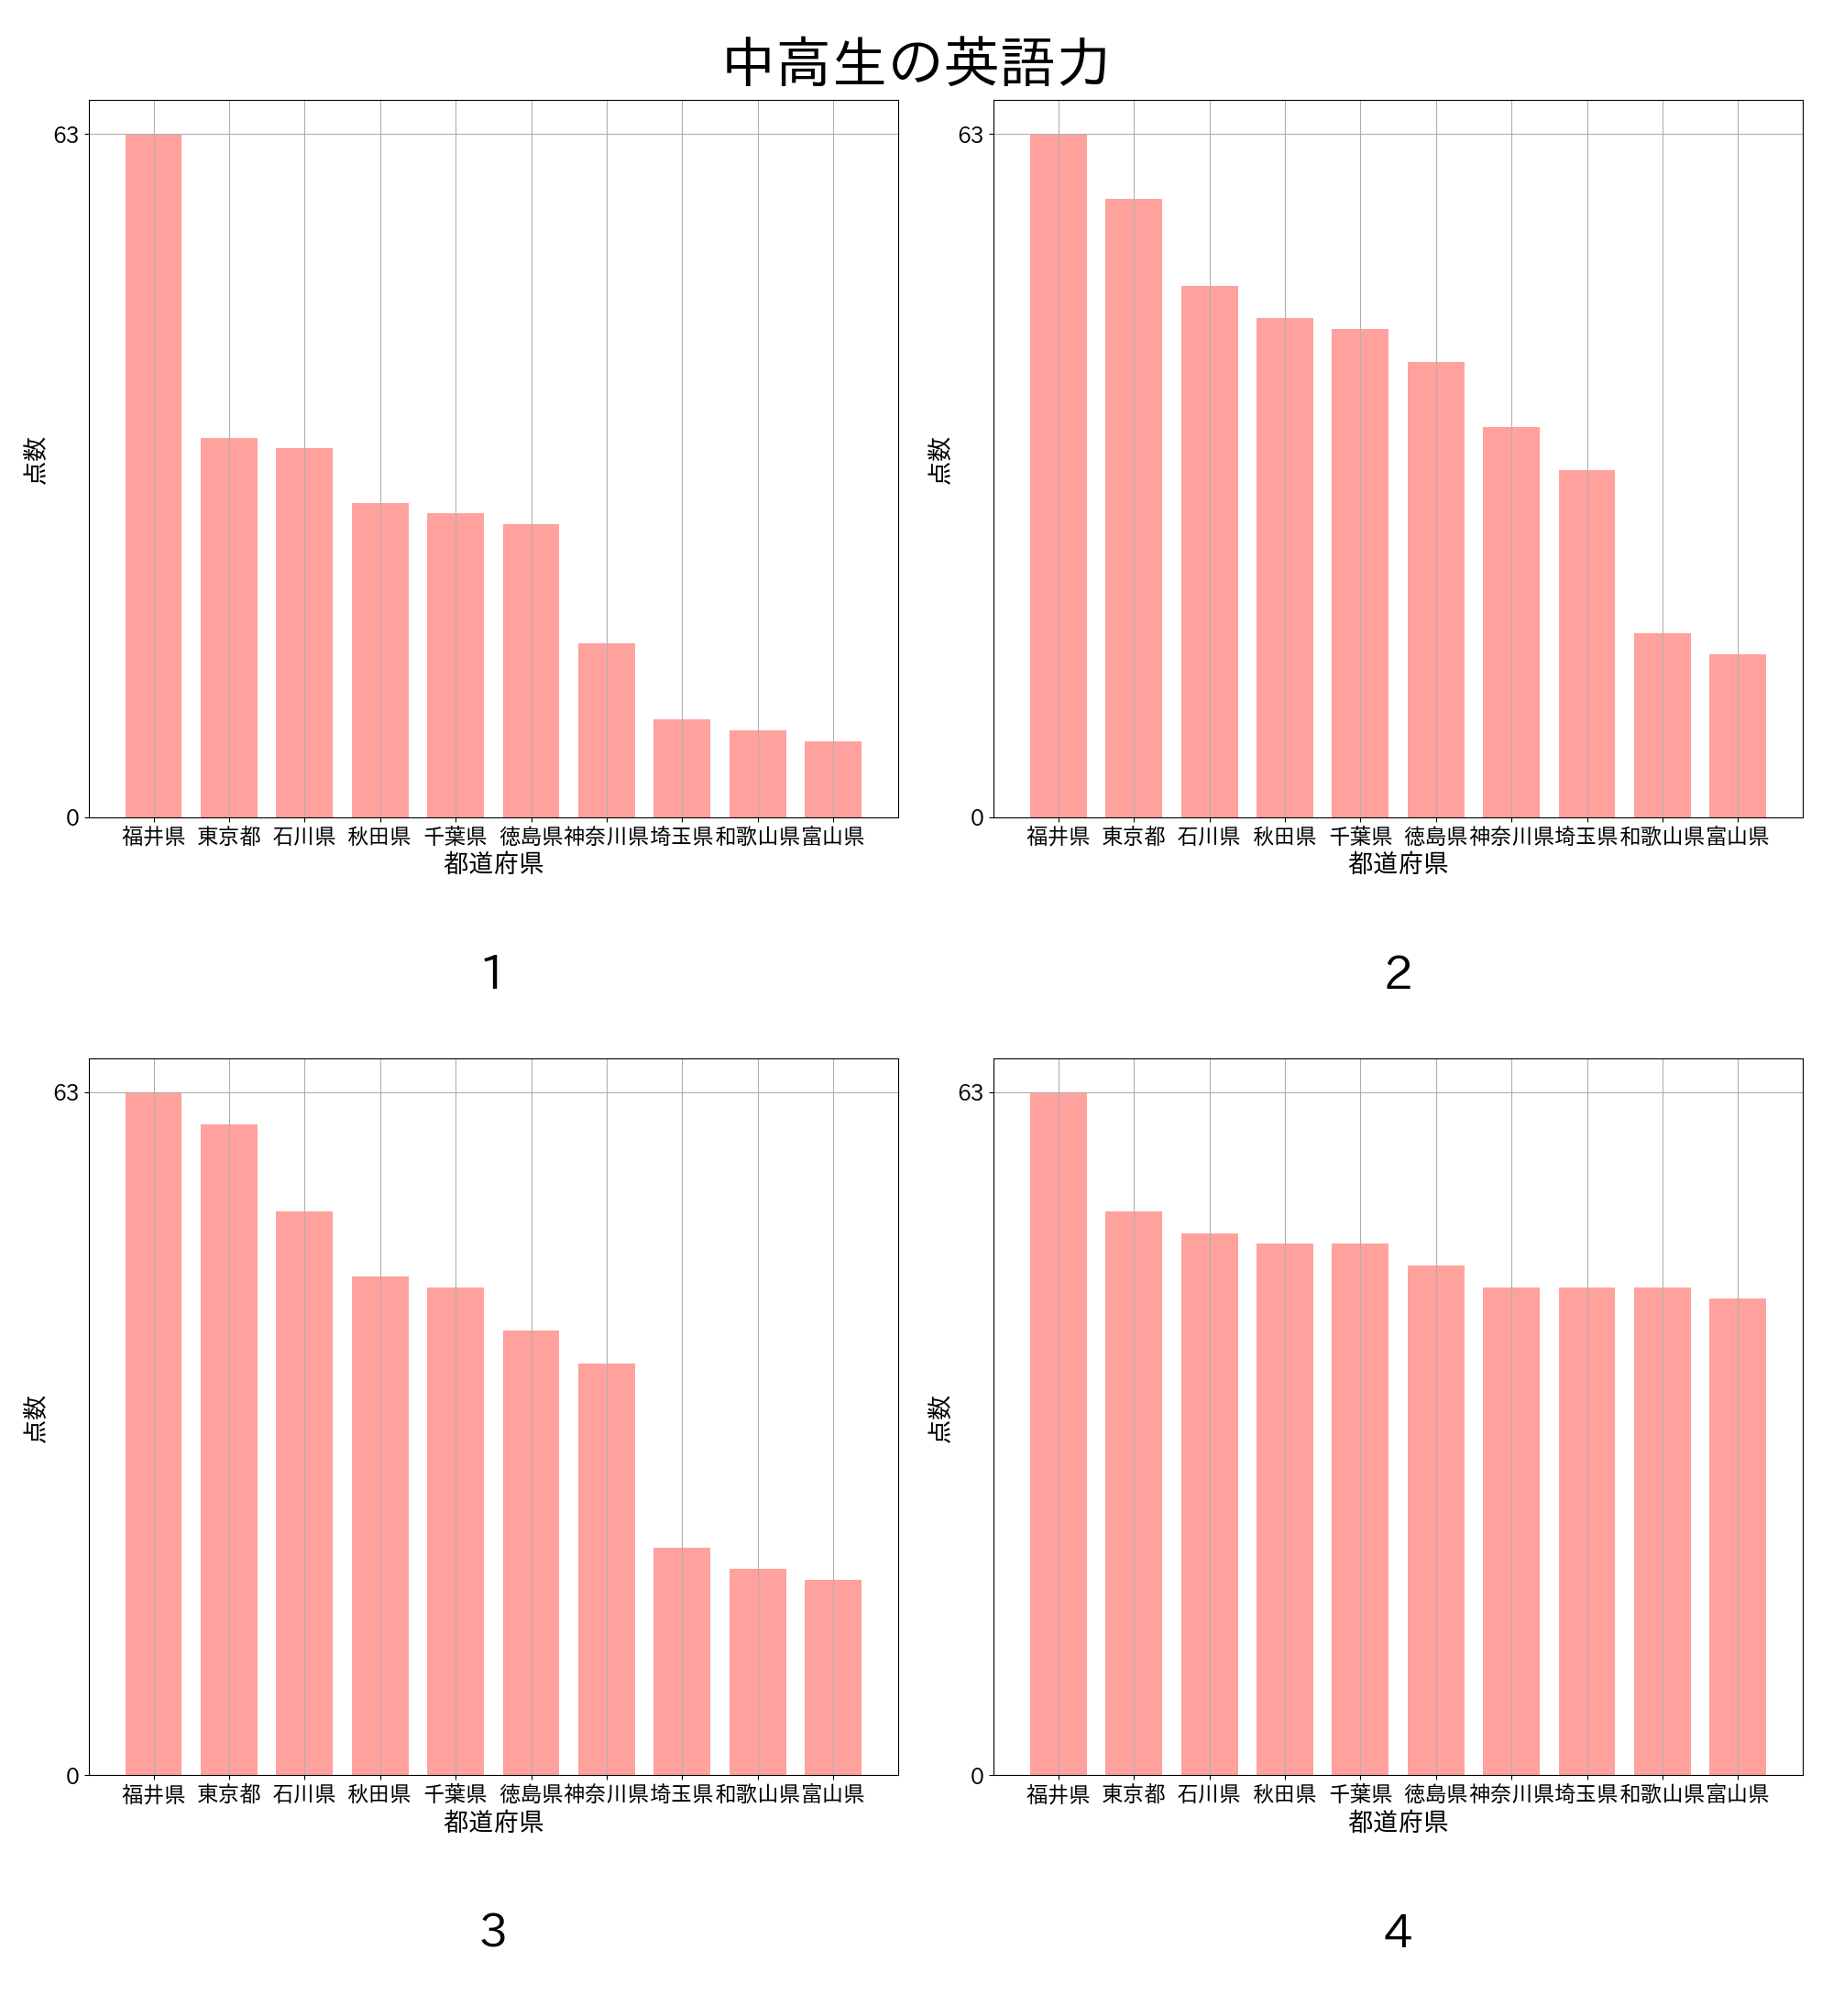 中高生の英語力
63
点数
0
福井県 東京都 石川県 秋田県 千葉県 徳島県 神奈川県 埼玉県 和歌山県 富山県
都道府県
1
63
点数
0
福井県 東京都 石川県 秋田県 千葉県 徳島県 神奈川県 埼玉県 和歌山県 富山県
都道府県
2
63
点数
0
福井県 東京都 石川県 秋田県 千葉県 徳島県 神奈川県 埼玉県 和歌山県 富山県
都道府県
3
63
点数
0
福井県 東京都 石川県 秋田県 千葉県 徳島県 神奈川県 埼玉県 和歌山県 富山県
都道府県
4